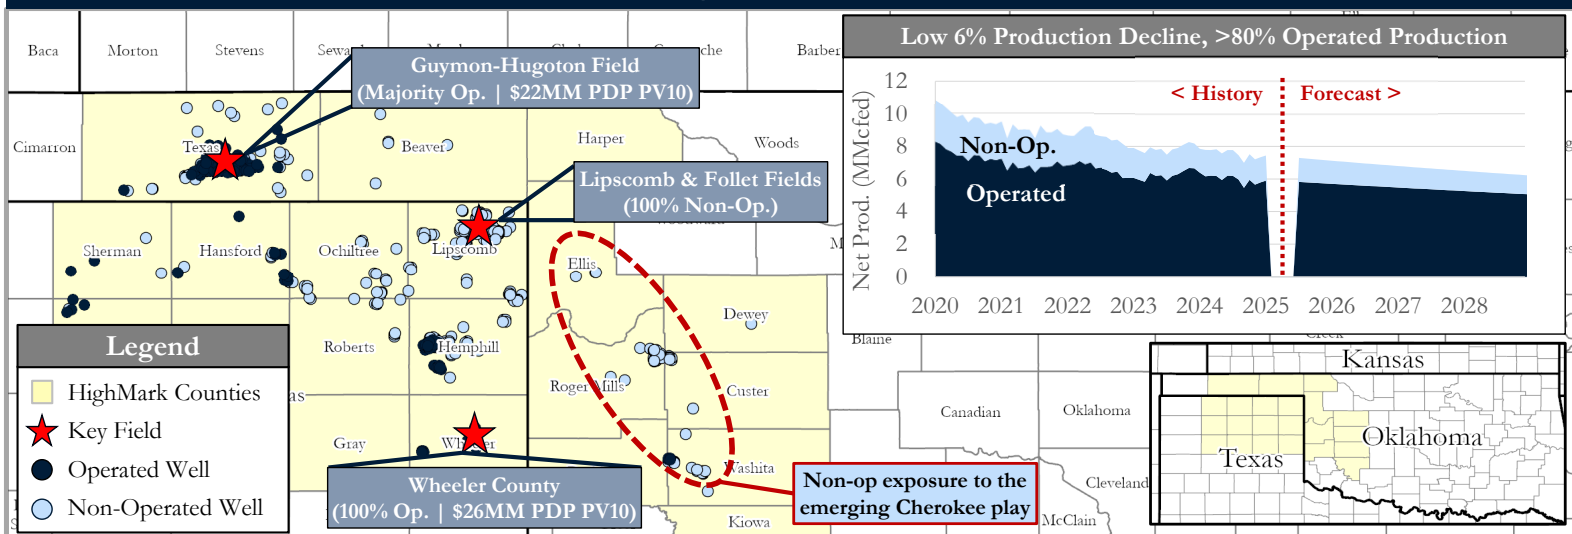 Baca
Morton
Stevens
Barber
Guymon-Hugoton Field
(Majority Op. | $22MM PDP PV10)
Low 6% Production Decline, >80% Operated Production
12
10
8
6
4
2
0
Net Prod. (MMcfed)
< History
Forecast >
Non-Op.
Operated
2020
2021
2022
2023
2024
2025
2026
2027
2028
Cimarron
Texas
Beaver
Harper
Woods
Lipscomb & Follet Fields
(100% Non-Op.)
Sherman
Hansford
Ochiltree
Lipscomb
Ellis
Dewey
Blaine
Roberts
Hemphill
Roger Mills
Custer
Canadian
Oklahoma
Gray
Wheeler
Washita
Cleveland
McClain
Kiowa
Legend
HighMark Counties
Key Field
Operated Well
Non-Operated Well
Wheeler County
(100% Op. | $26MM PDP PV10)
Non-op exposure to the
emerging Cherokee play
Kansas
Oklahoma
Texas